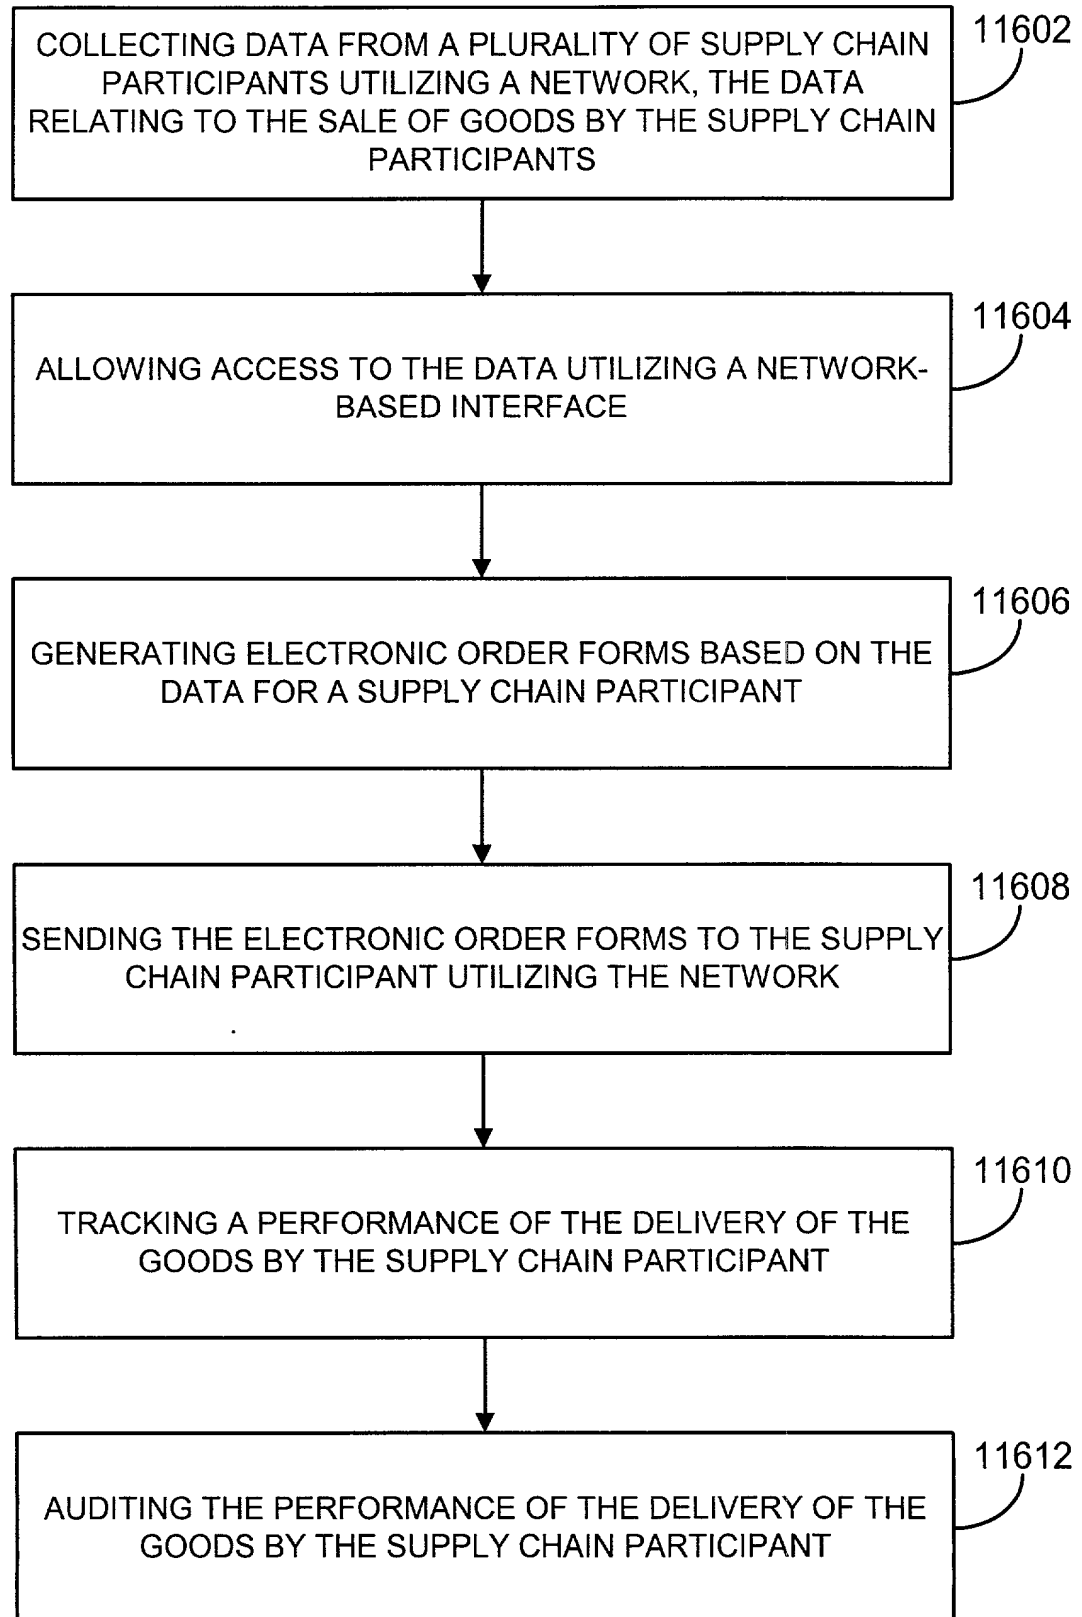 COLLECTING DATA FROM A PLURALITY OF SUPPLY CHAIN
PARTICIPANTS UTILIZING A NETWORK, THE DATA
RELATING TO THE SALE OF GOODS BY THE SUPPLY CHAIN
PARTICIPANTS
11602
ALLOWING ACCESS TO THE DATA UTILIZING A NETWORK-
BASED INTERFACE
11604
GENERATING ELECTRONIC ORDER FORMS BASED ON THE
DATA FOR A SUPPLY CHAIN PARTICIPANT
11606
SENDING THE ELECTRONIC ORDER FORMS TO THE SUPPLY
CHAIN PARTICIPANT UTILIZING THE NETWORK
11608
TRACKING A PERFORMANCE OF THE DELIVERY OF THE
GOODS BY THE SUPPLY CHAIN PARTICIPANT
11610
AUDITING THE PERFORMANCE OF THE DELIVERY OF THE
GOODS BY THE SUPPLY CHAIN PARTICIPANT
11612